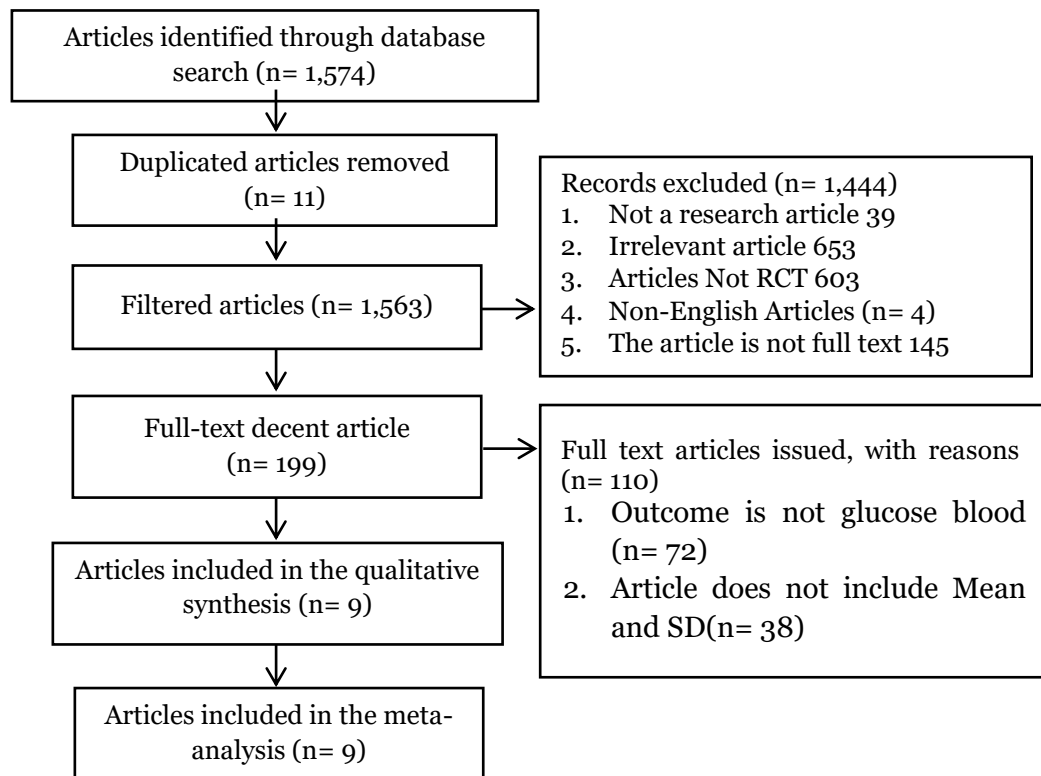 Articles identified through database
search (n= 1,574)
Duplicated articles removed
(n= 11)
Records excluded (n= 1,444)
1. Not a research article 39
2. Irrelevant article 653
3. Articles Not RCT 603
4. Non-English Articles (n= 4)
5. The article is not full text 145
Filtered articles (n= 1,563)
Full-text decent article
(n= 199)
Full text articles issued, with reasons
(n= 110)
1. Outcome is not glucose blood
(n= 72)
2. Article does not include Mean
and SD(n= 38)
Articles included in the qualitative
synthesis (n= 9)
Articles included in the meta-
analysis (n= 9)